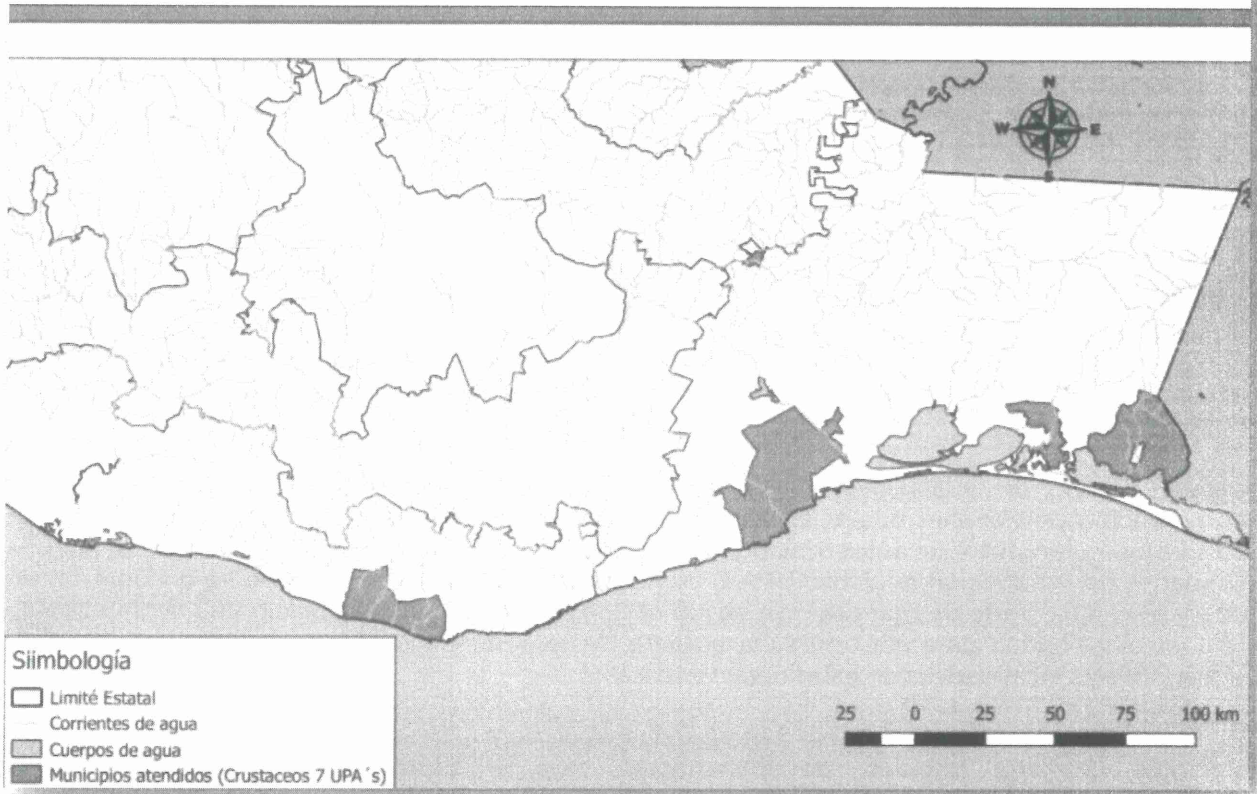 N
W E
S
Siimbología
Limité Estatal
Corrientes de agua
Cuerpos de agua
Municipios atendidos (Crustaceos 7 UPA´s)
25 0 25 50 75 100 km